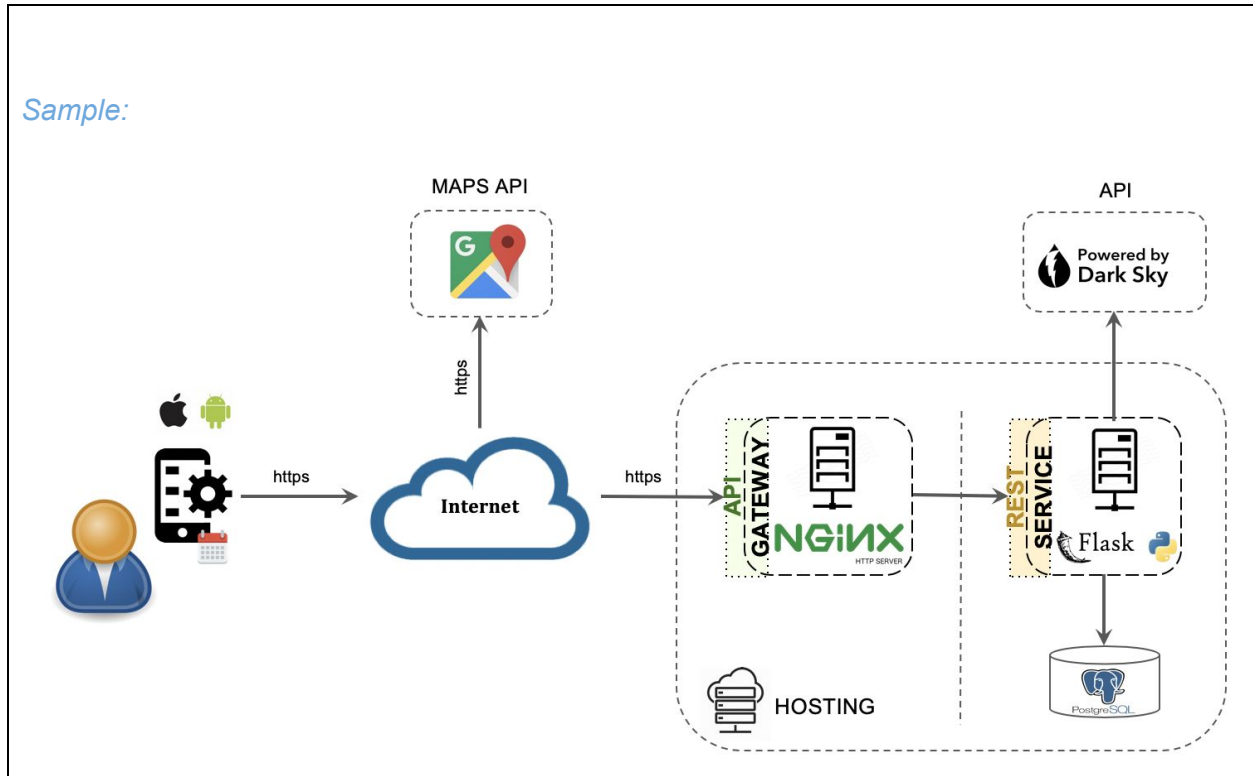 Sample:
MAPS API
G
API
Powered by
Dark Sky
https
https
Internet
https
API
GATEWAY
NGiNX
HTTP SERVER
REST
SERVICE
Flask
PostgreSQL
HOSTING